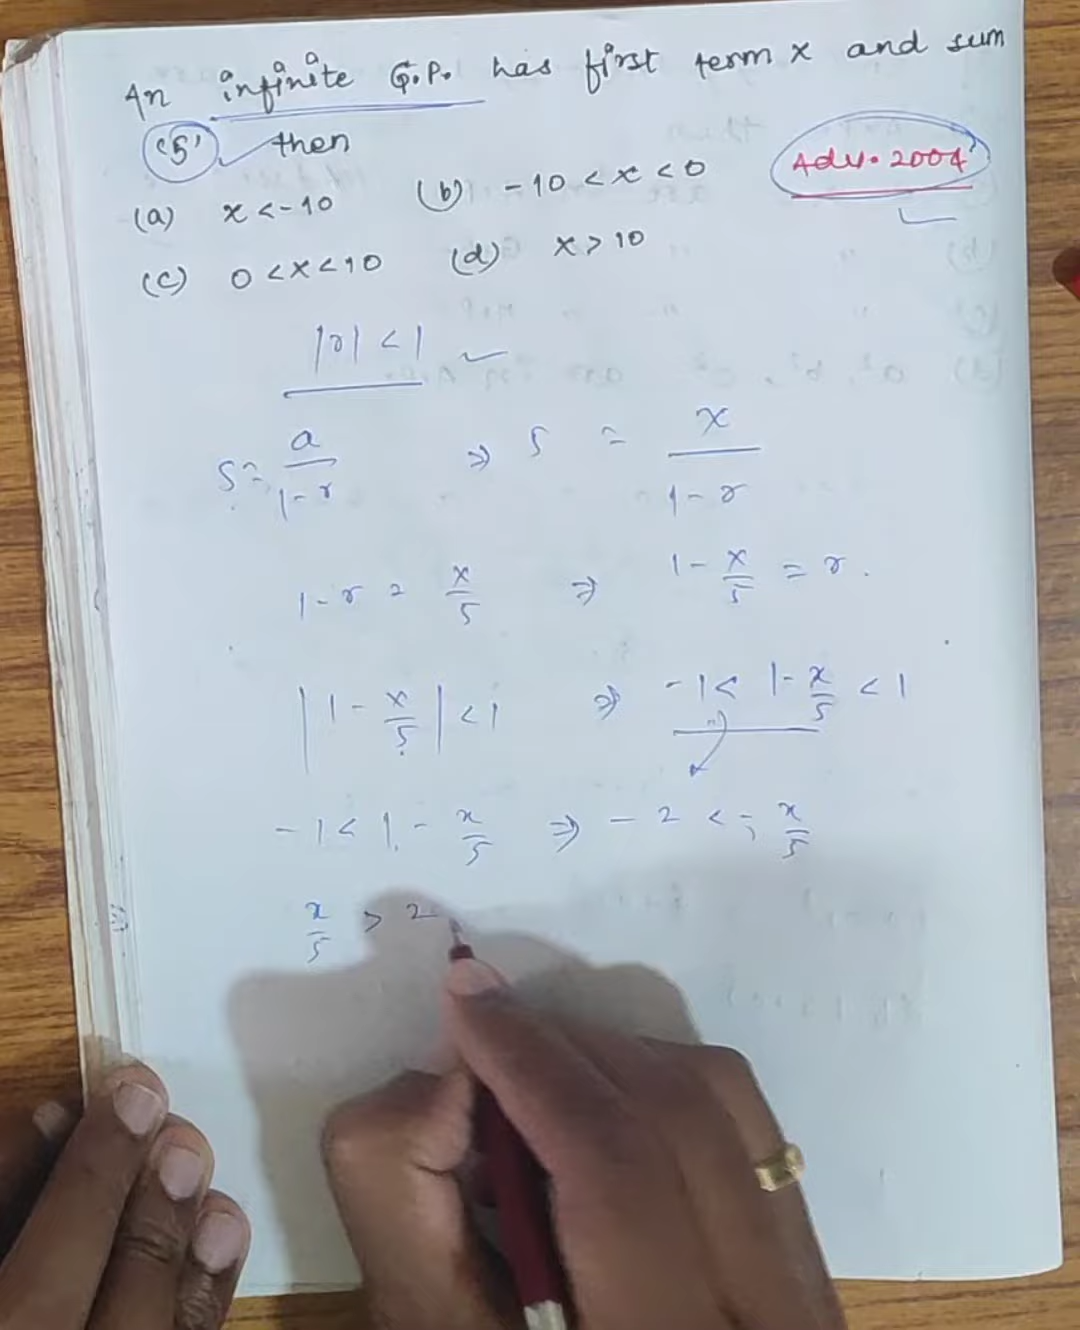 An infinite G.P. has first term x and sum
'5' then
Adv. 2004
(a) x < -10 (b) -10 < x < 0
(c) 0 < x < 10 (d) x > 10
|r| < 1
S = a/(1-r) ⇒ 5 = x/(1-r)
1-r = x/5 ⇒ 1 - x/5 = r.
|1 - x/5| < 1 ⇒ -1 < 1 - x/5 < 1
-1 < 1 - x/5 ⇒ -2 < - x/5
x/5 > 2